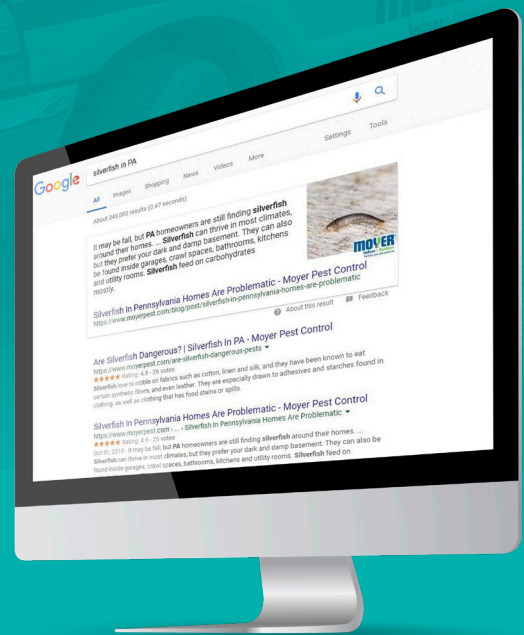 MOYER
Google
silverfish in PA
All Images Shopping News Videos More Settings Tools
About 349,000 results (0.47 seconds)
It may be fall, but PA homeowners are still finding silverfish
around their homes. ... Silverfish can thrive in most climates,
but they prefer your dark and damp basement. They can also
be found inside garages, crawl spaces, bathrooms, kitchens
and utility rooms. Silverfish feed on carbohydrates
mostly.
MOYER
Silverfish In Pennsylvania Homes Are Problematic - Moyer Pest Control
https://www.moyerpest.com/blog/post/silverfish-in-pennsylvania-homes-are-problematic
About this result Feedback
Are Silverfish Dangerous? | Silverfish In PA - Moyer Pest Control
https://www.moyerpest.com/are-silverfish-dangerous-pests
Rating: 4.9 - 26 votes
Silverfish love to nibble on fabrics such as cotton, linen and silk, and they have been known to eat
certain synthetic fibers, and even leather. They are especially drawn to adhesives and starches found in
clothing, as well as clothing that has food stains or spills.
Silverfish In Pennsylvania Homes Are Problematic - Moyer Pest Control
https://www.moyerpest.com › ... › Silverfish In Pennsylvania Homes Are Problematic
Rating: 4.9 - 25 votes
Oct 31, 2013 - It may be fall, but PA homeowners are still finding silverfish around their homes. ...
Silverfish can thrive in most climates, but they prefer your dark and damp basement. They can also be
found inside garages, crawl spaces, bathrooms, kitchens and utility rooms. Silverfish feed on